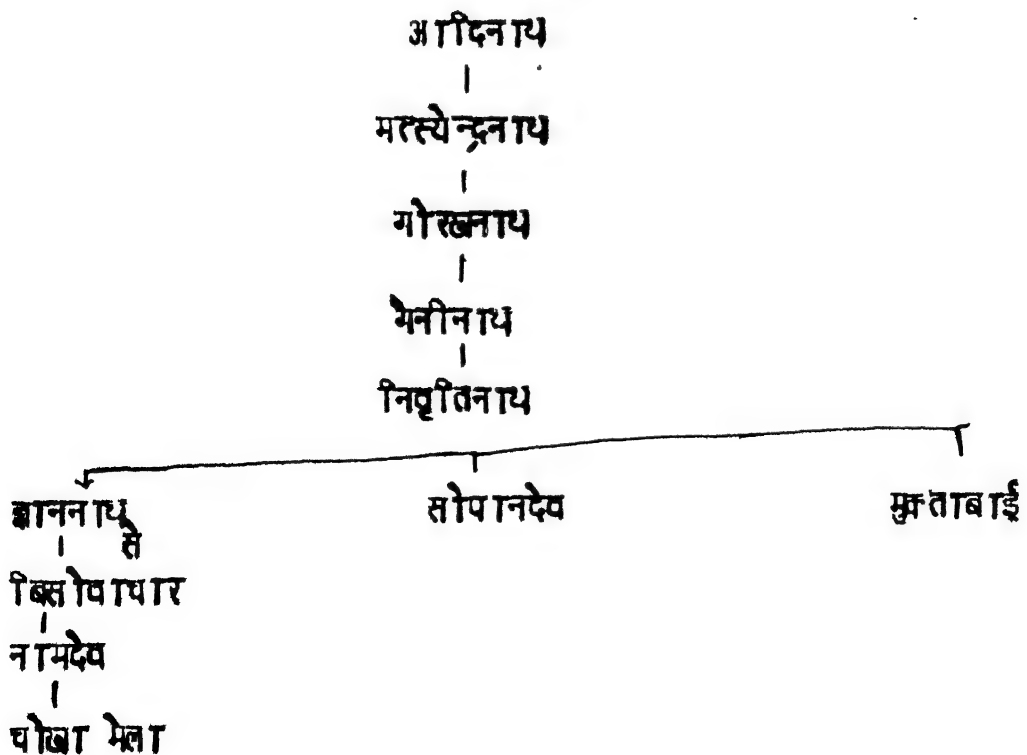 आदिनाथ
मत्स्येन्द्रनाथ
गोरखनाथ
गैनीनाथ
निवृतिनाथ
ज्ञाननाथ सोपानदेव मुक्ताबाई
से
बिसोवाचार
नामदेव
चोखा मेला